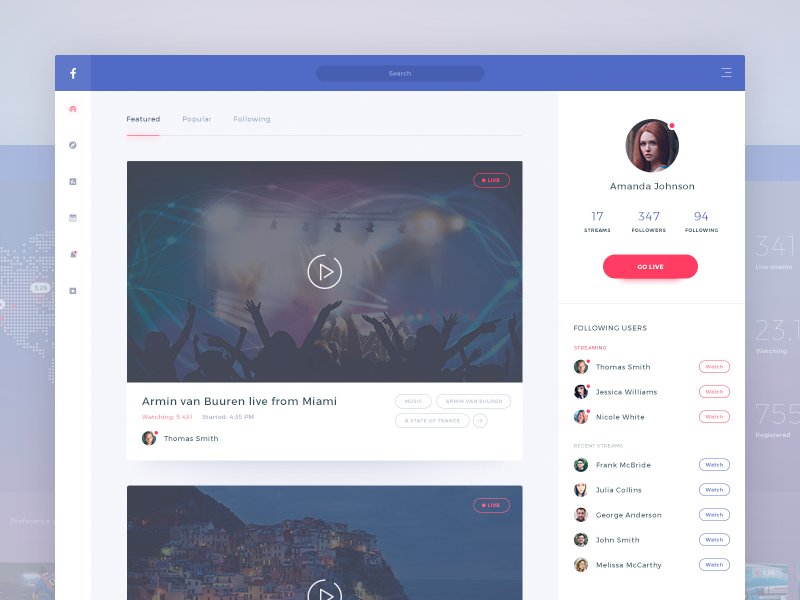 f
Search
Featured
Popular
Following
LIVE
Armin van Buuren live from Miami
Watching: 5 431
Started: 4:35 PM
Thomas Smith
MUSIC
ARMIN VAN BUUREN
A STATE OF TRANCE
+3
LIVE
Amanda Johnson
17
STREAMS
347
FOLLOWERS
94
FOLLOWING
GO LIVE
FOLLOWING USERS
STREAMING
Thomas Smith
Watch
Jessica Williams
Watch
Nicole White
Watch
RECENT STREAMS
Frank McBride
Watch
Julia Collins
Watch
George Anderson
Watch
John Smith
Watch
Melissa McCarthy
Watch
3.2k
Preference
341
Live streams
23,1
Watching
755
Registered